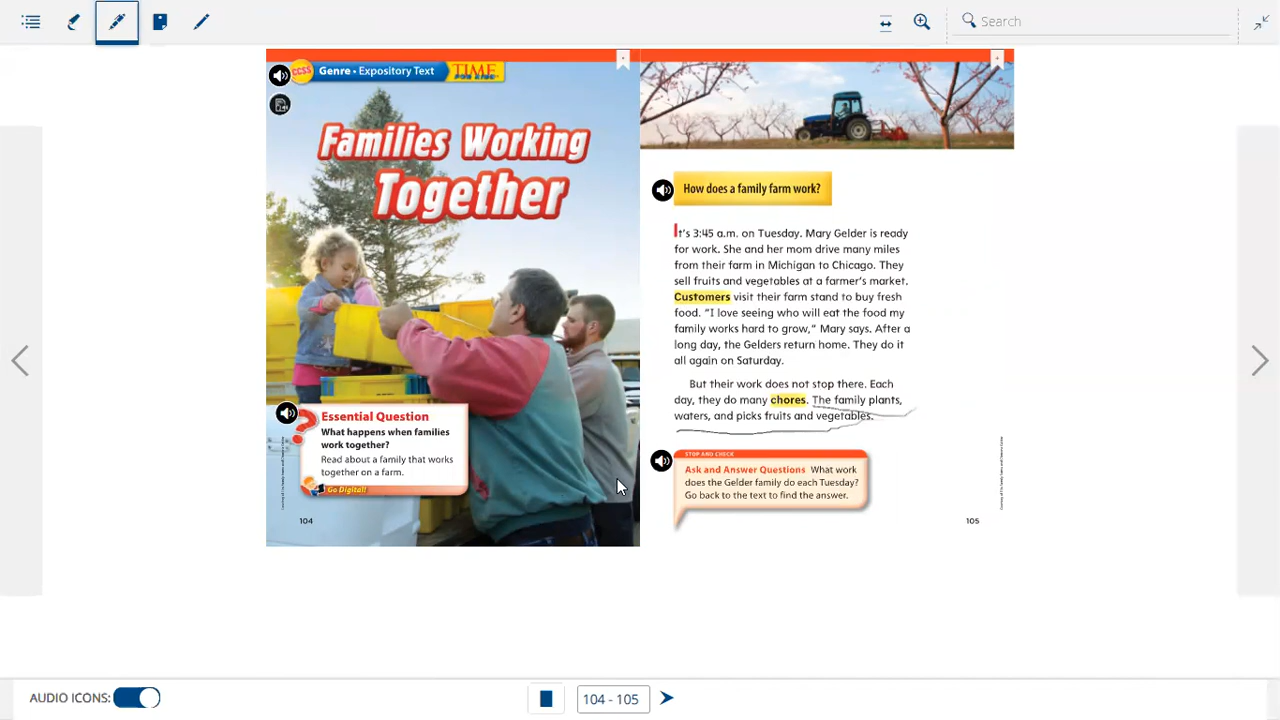 Search
CCSS Genre • Expository Text TIME FOR KIDS
Families Working
Together
Essential Question
What happens when families
work together?
Read about a family that works
together on a farm.
Go Digital!
104
How does a family farm work?
It's 3:45 a.m. on Tuesday. Mary Gelder is ready
for work. She and her mom drive many miles
from their farm in Michigan to Chicago. They
sell fruits and vegetables at a farmer's market.
Customers visit their farm stand to buy fresh
food. "I love seeing who will eat the food my
family works hard to grow," Mary says. After a
long day, the Gelders return home. They do it
all again on Saturday.
But their work does not stop there. Each
day, they do many chores. The family plants,
waters, and picks fruits and vegetables.
STOP AND CHECK
Ask and Answer Questions What work
does the Gelder family do each Tuesday?
Go back to the text to find the answer.
105
AUDIO ICONS:
104 - 105